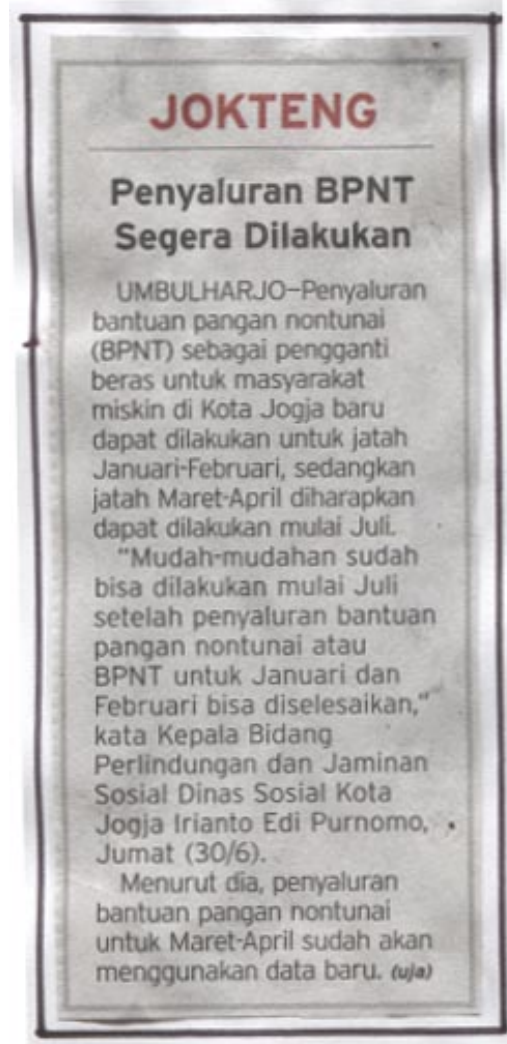 JOKTENG
Penyaluran BPNT
Segera Dilakukan
UMBULHARJO—Penyaluran
bantuan pangan nontunai
(BPNT) sebagai pengganti
beras untuk masyarakat
miskin di Kota Jogja baru
dapat dilakukan untuk jatah
Januari-Februari, sedangkan
jatah Maret-April diharapkan
dapat dilakukan mulai Juli.
"Mudah-mudahan sudah
bisa dilakukan mulai Juli
setelah penyaluran bantuan
pangan nontunai atau
BPNT untuk Januari dan
Februari bisa diselesaikan,"
kata Kepala Bidang
Perlindungan dan Jaminan
Sosial Dinas Sosial Kota
Jogja Irianto Edi Purnomo,
Jumat (30/6).
Menurut dia, penyaluran
bantuan pangan nontunai
untuk Maret-April sudah akan
menggunakan data baru. (uja)